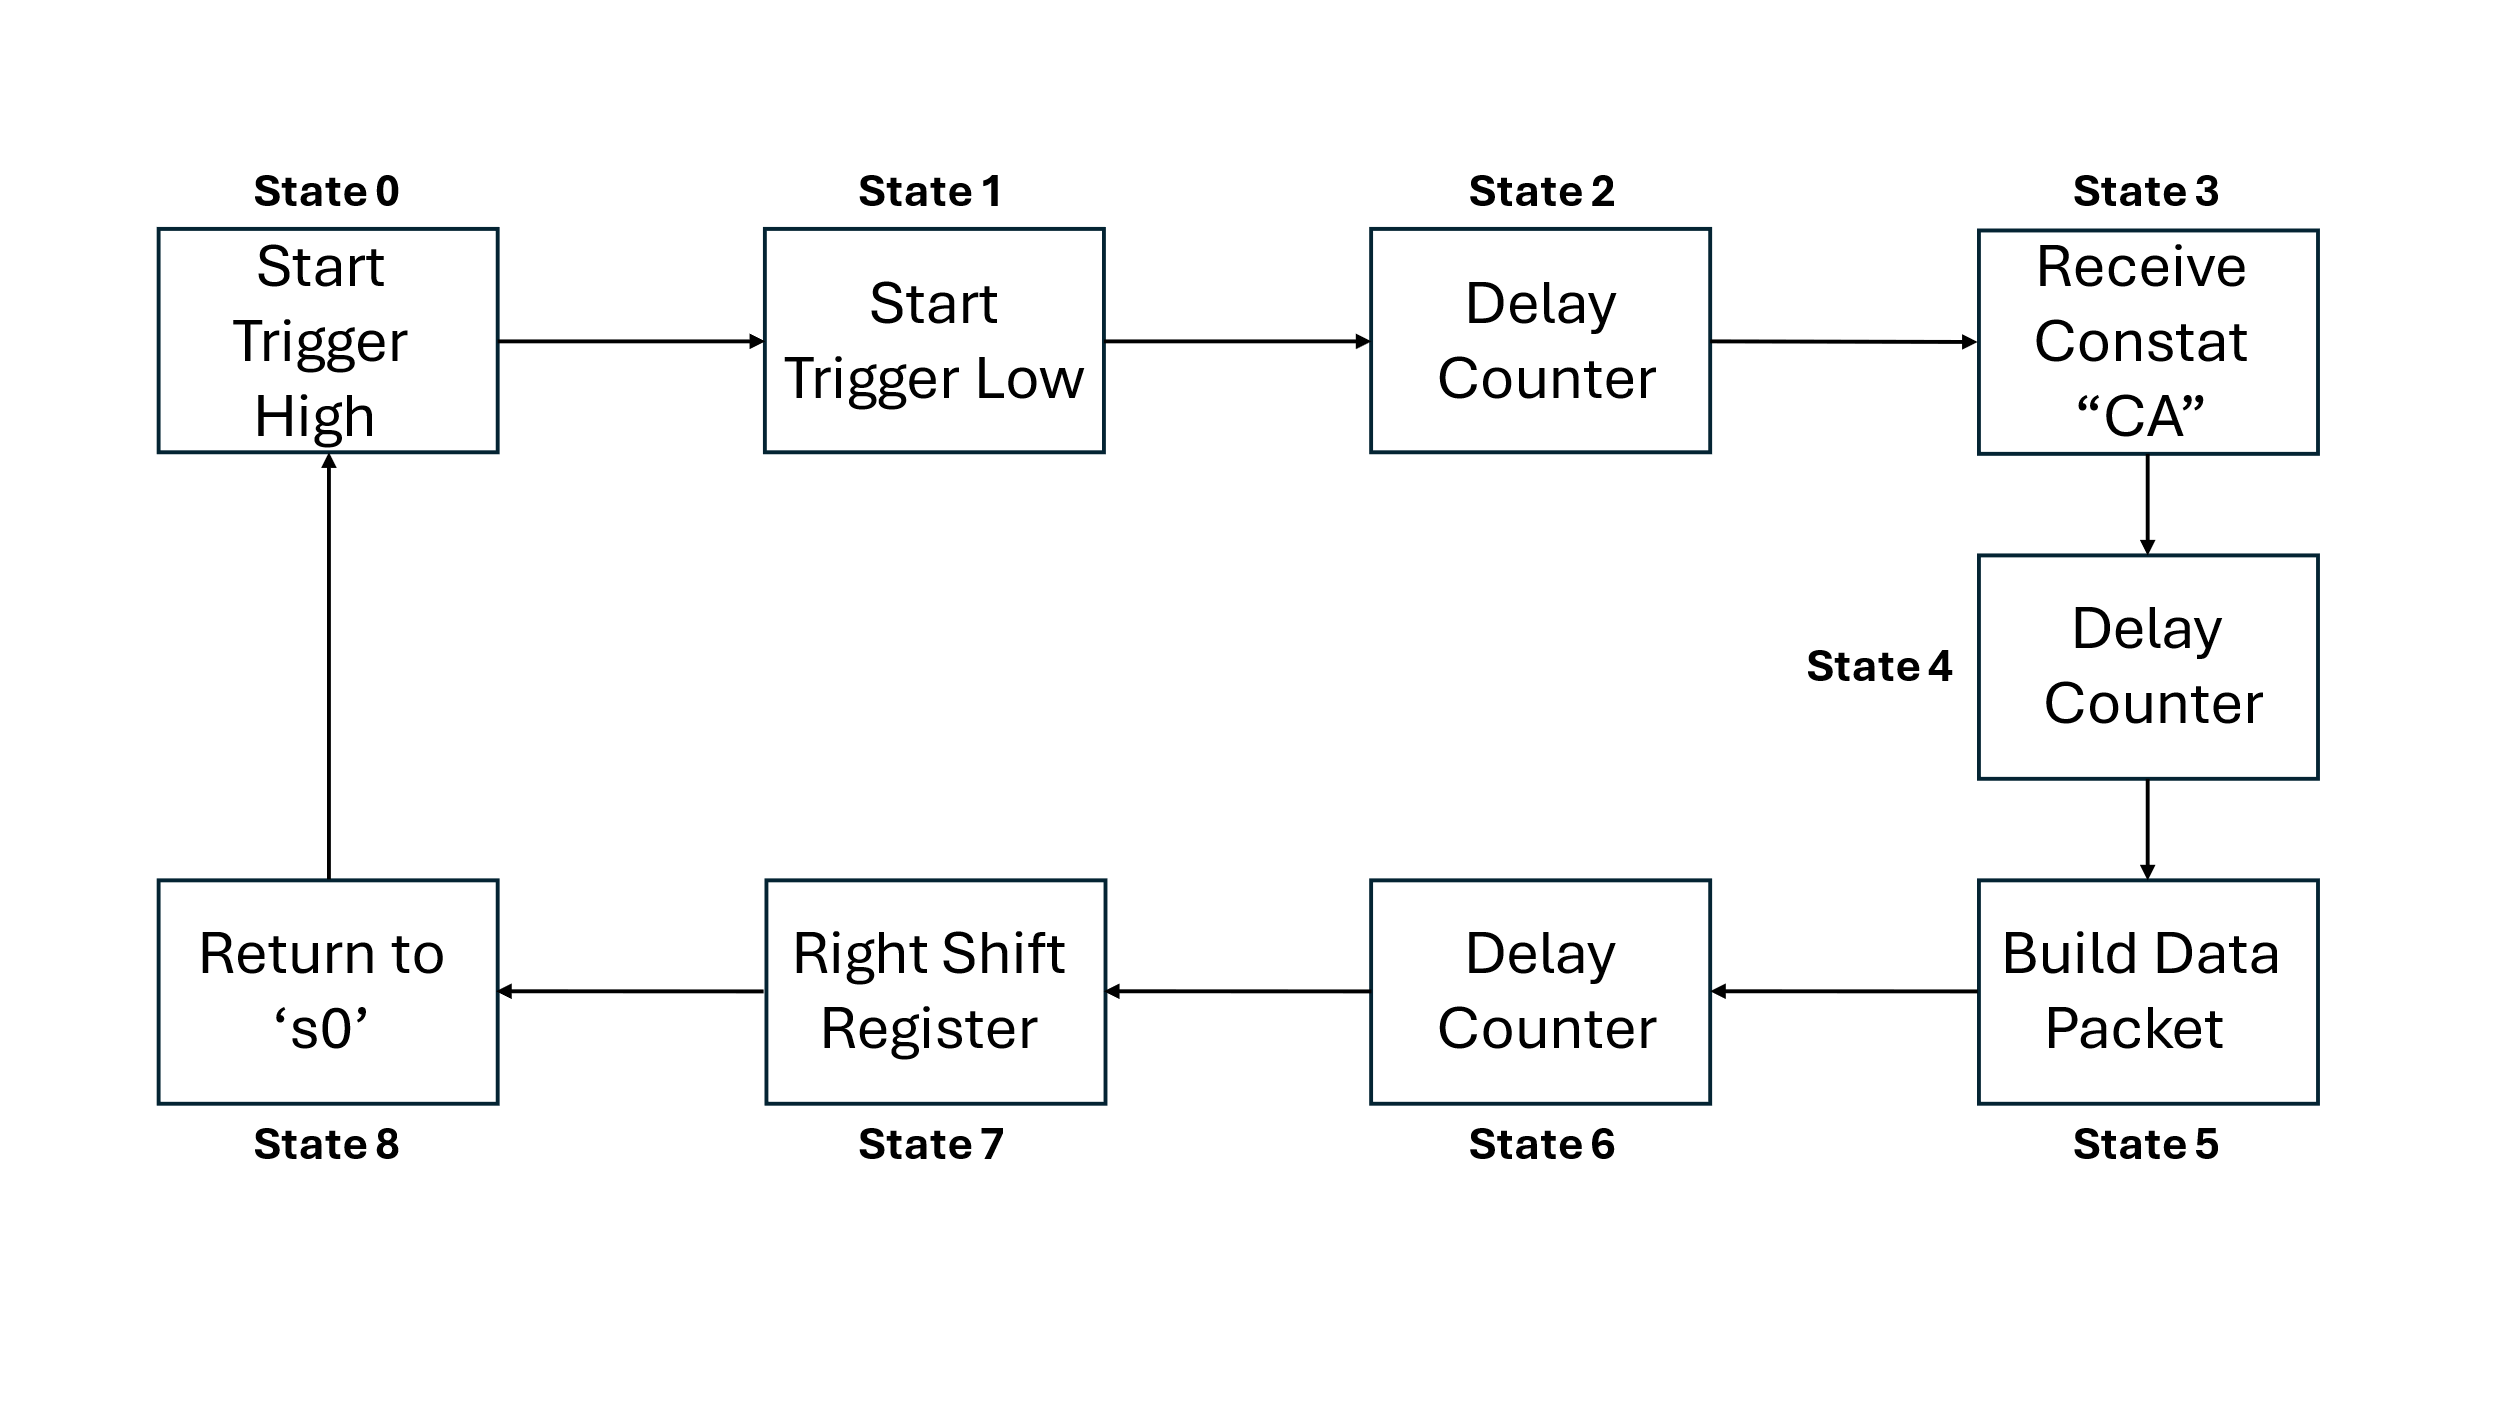 State 0
Start
Trigger
High
State 1
Start
Trigger Low
State 2
Delay
Counter
State 3
Receive
Constat
“CA”
State 4
Delay
Counter
Build Data
Packet
State 5
Delay
Counter
State 6
Right Shift
Register
State 7
Return to
‘s0’
State 8